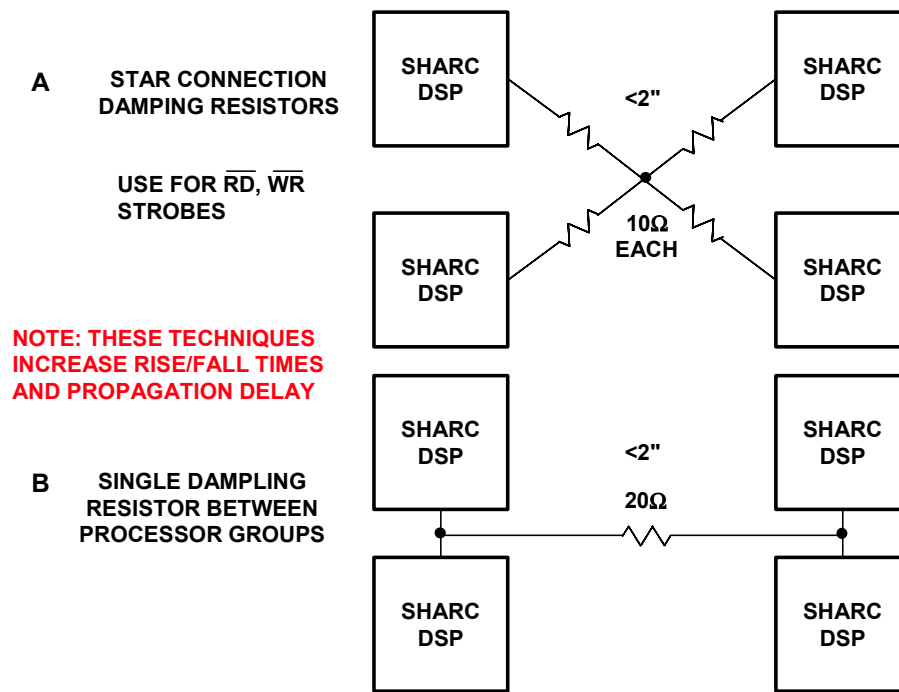 A
STAR CONNECTION
DAMPING RESISTORS
USE FOR R̅D̅, W̅R̅
STROBES
SHARC
DSP
<2"
SHARC
DSP
SHARC
DSP
10Ω
EACH
SHARC
DSP
NOTE: THESE TECHNIQUES
INCREASE RISE/FALL TIMES
AND PROPAGATION DELAY
B
SINGLE DAMPLING
RESISTOR BETWEEN
PROCESSOR GROUPS
SHARC
DSP
<2"
20Ω
SHARC
DSP
SHARC
DSP
SHARC
DSP